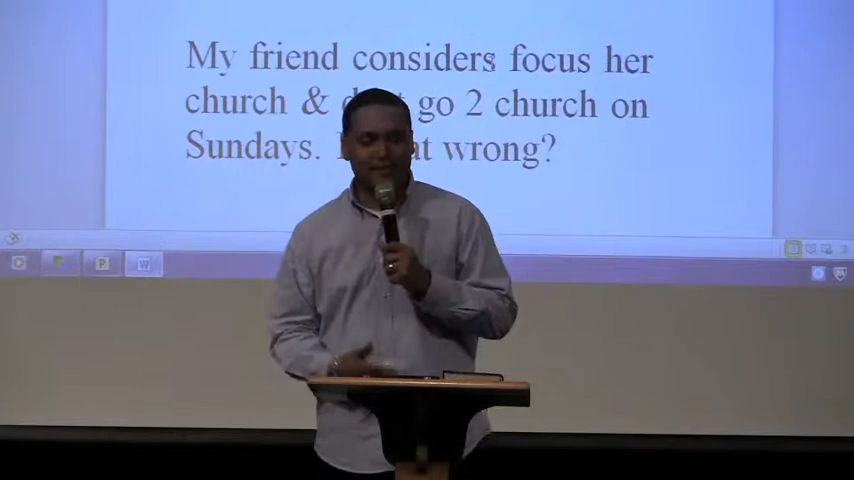 My friend, considers focus her
church & go 2 church on
Sundays. wrong?